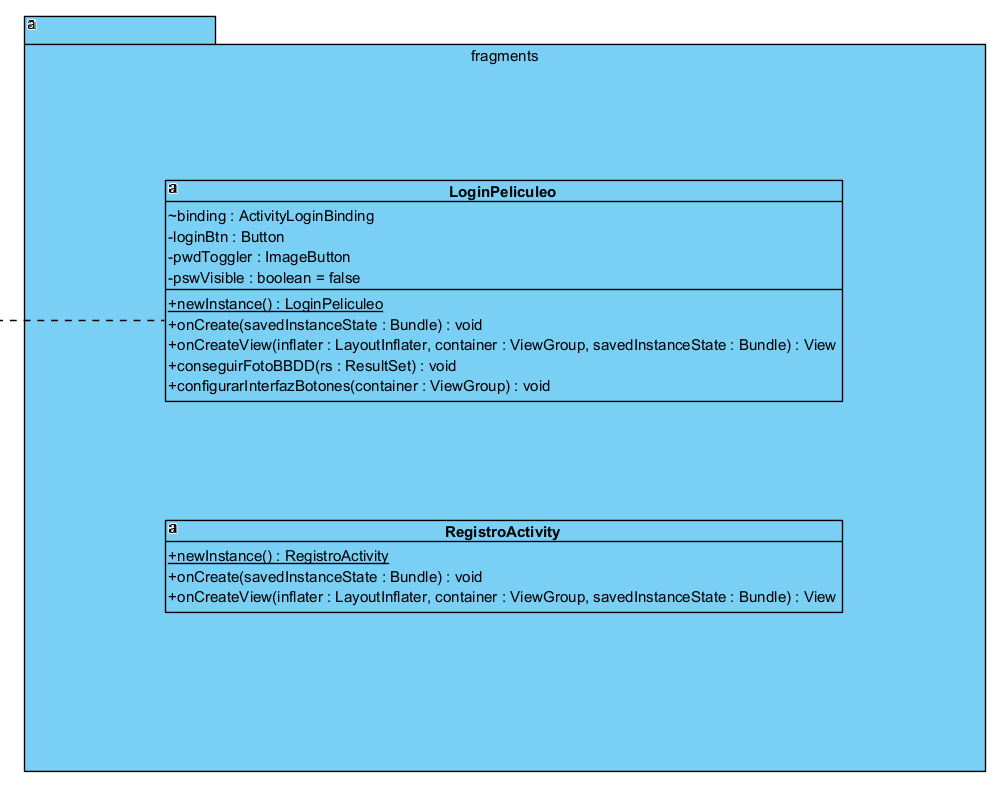 a
fragments
a
LoginPeliculeo
~binding : ActivityLoginBinding
-loginBtn : Button
-pwdToggler : ImageButton
-pswVisible : boolean = false
+newInstance() : LoginPeliculeo
+onCreate(savedInstanceState : Bundle) : void
+onCreateView(inflater : LayoutInflater, container : ViewGroup, savedInstanceState : Bundle) : View
+conseguirFotoBBDD(rs : ResultSet) : void
+configurarInterfazBotones(container : ViewGroup) : void
a
RegistroActivity
+newInstance() : RegistroActivity
+onCreate(savedInstanceState : Bundle) : void
+onCreateView(inflater : LayoutInflater, container : ViewGroup, savedInstanceState : Bundle) : View